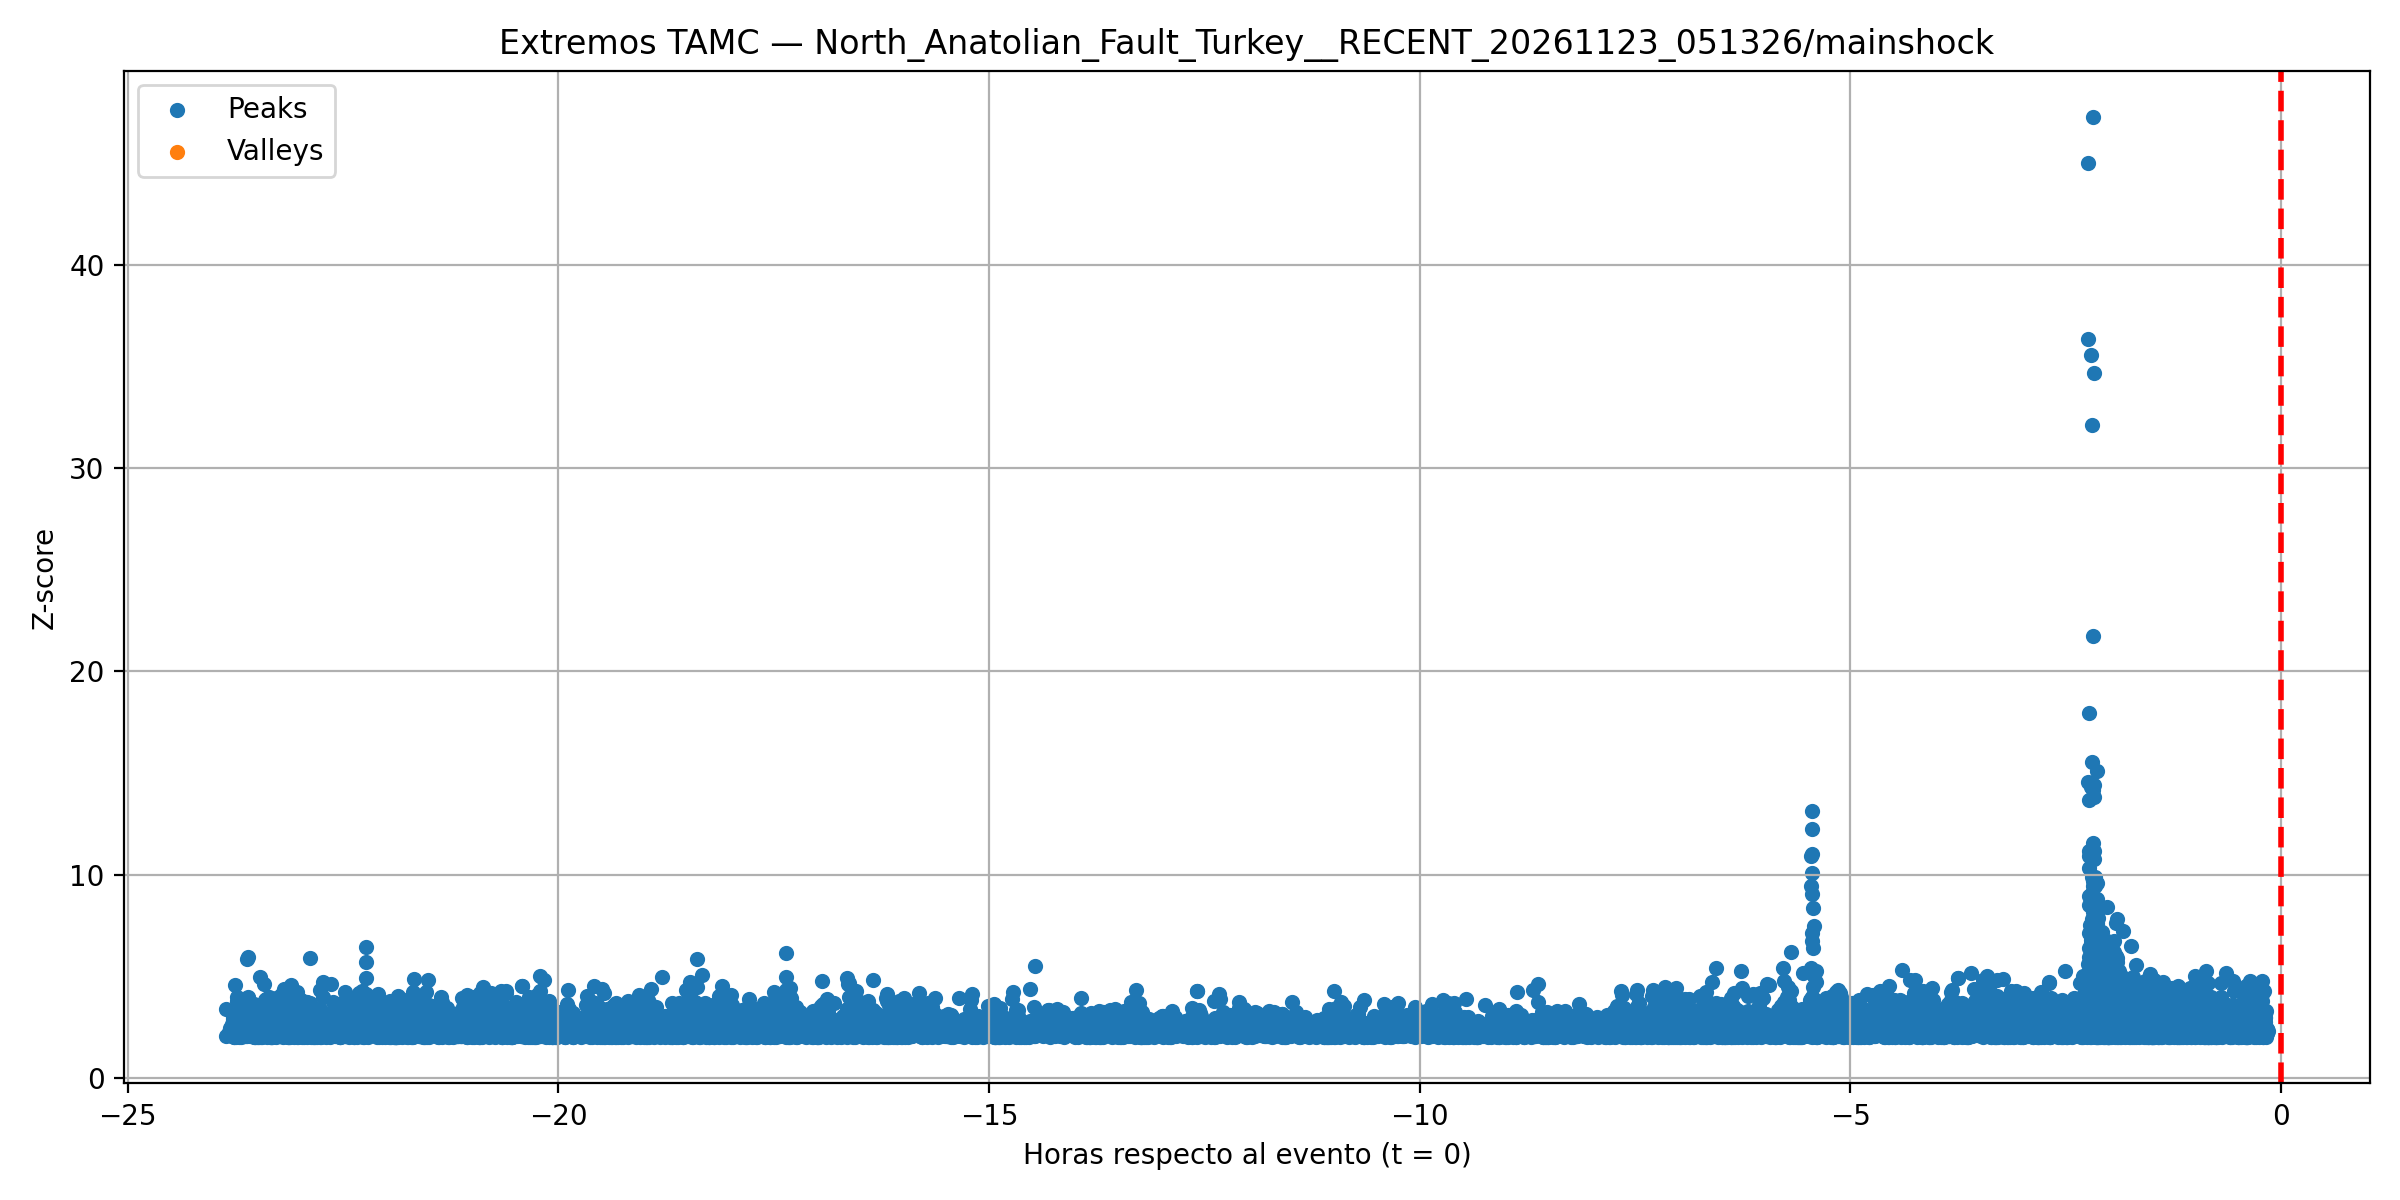 Extremos TAMC — North_Anatolian_Fault_Turkey__RECENT_20261123_051326/mainshock
Peaks
Valleys
Z-score
40
30
20
10
0
−25
−20
−15
−10
−5
0
Horas respecto al evento (t = 0)